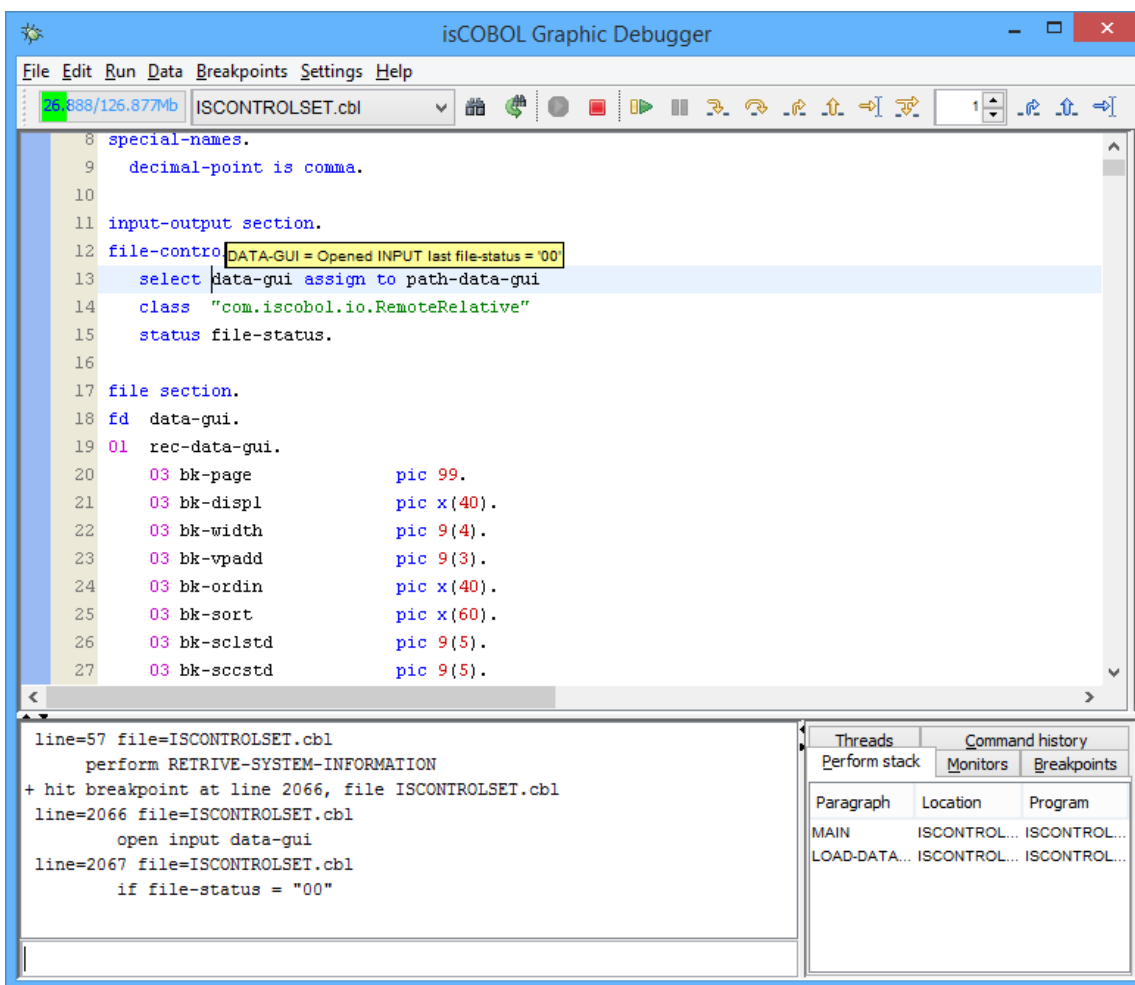 isCOBOL Graphic Debugger
File Edit Run Data Breakpoints Settings Help
26.888/126.877Mb ISCONTROLSET.cbl 1
8 special-names.
9 decimal-point is comma.
10
11 input-output section.
12 file-contro DATA-GUI = Opened INPUT last file-status = '00'
13 select data-gui assign to path-data-gui
14 class "com.iscobol.io.RemoteRelative"
15 status file-status.
16
17 file section.
18 fd data-gui.
19 01 rec-data-gui.
20 03 bk-page pic 99.
21 03 bk-displ pic x(40).
22 03 bk-width pic 9(4).
23 03 bk-vpadd pic 9(3).
24 03 bk-ordin pic x(40).
25 03 bk-sort pic x(60).
26 03 bk-sclstd pic 9(5).
27 03 bk-sccstd pic 9(5).
line=57 file=ISCONTROLSET.cbl
perform RETRIVE-SYSTEM-INFORMATION
+ hit breakpoint at line 2066, file ISCONTROLSET.cbl
line=2066 file=ISCONTROLSET.cbl
open input data-gui
line=2067 file=ISCONTROLSET.cbl
if file-status = "00"
Threads Command history
Perform stack Monitors Breakpoints
Paragraph Location Program
MAIN ISCONTROL... ISCONTROL...
LOAD-DATA... ISCONTROL... ISCONTROL...